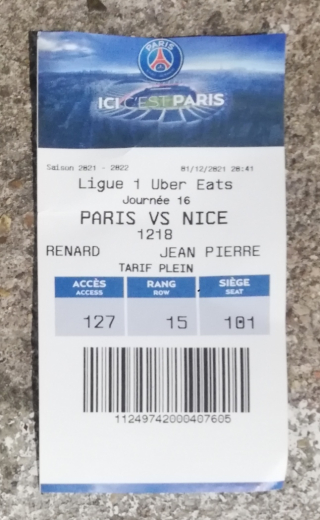 PARIS
ICI C'EST PARIS
Saison 2021 - 2022 01/12/2021 20:41
Ligue 1 Uber Eats
Journée 16
PARIS VS NICE
1218
RENARD JEAN PIERRE
TARIF PLEIN
ACCÈS RANG SIÈGE
ACCESS ROW SEAT
127 15 101
11249742000407605